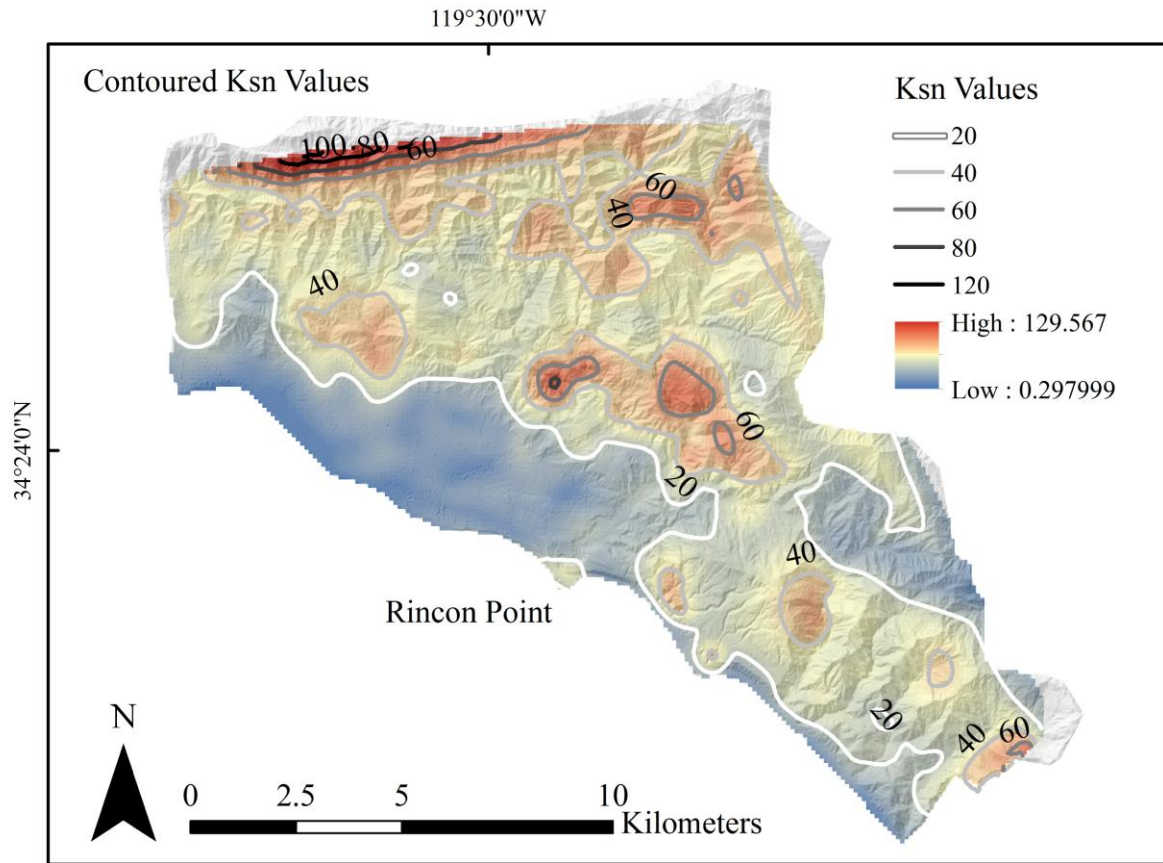 119°30'0"W
Contoured Ksn Values
Ksn Values
20
40
60
80
120
High : 129.567
Low : 0.297999
100 80 60
60
40
40
34°24'0"N
60
20
40
Rincon Point
20
40 60
N
0 2.5 5 10
Kilometers